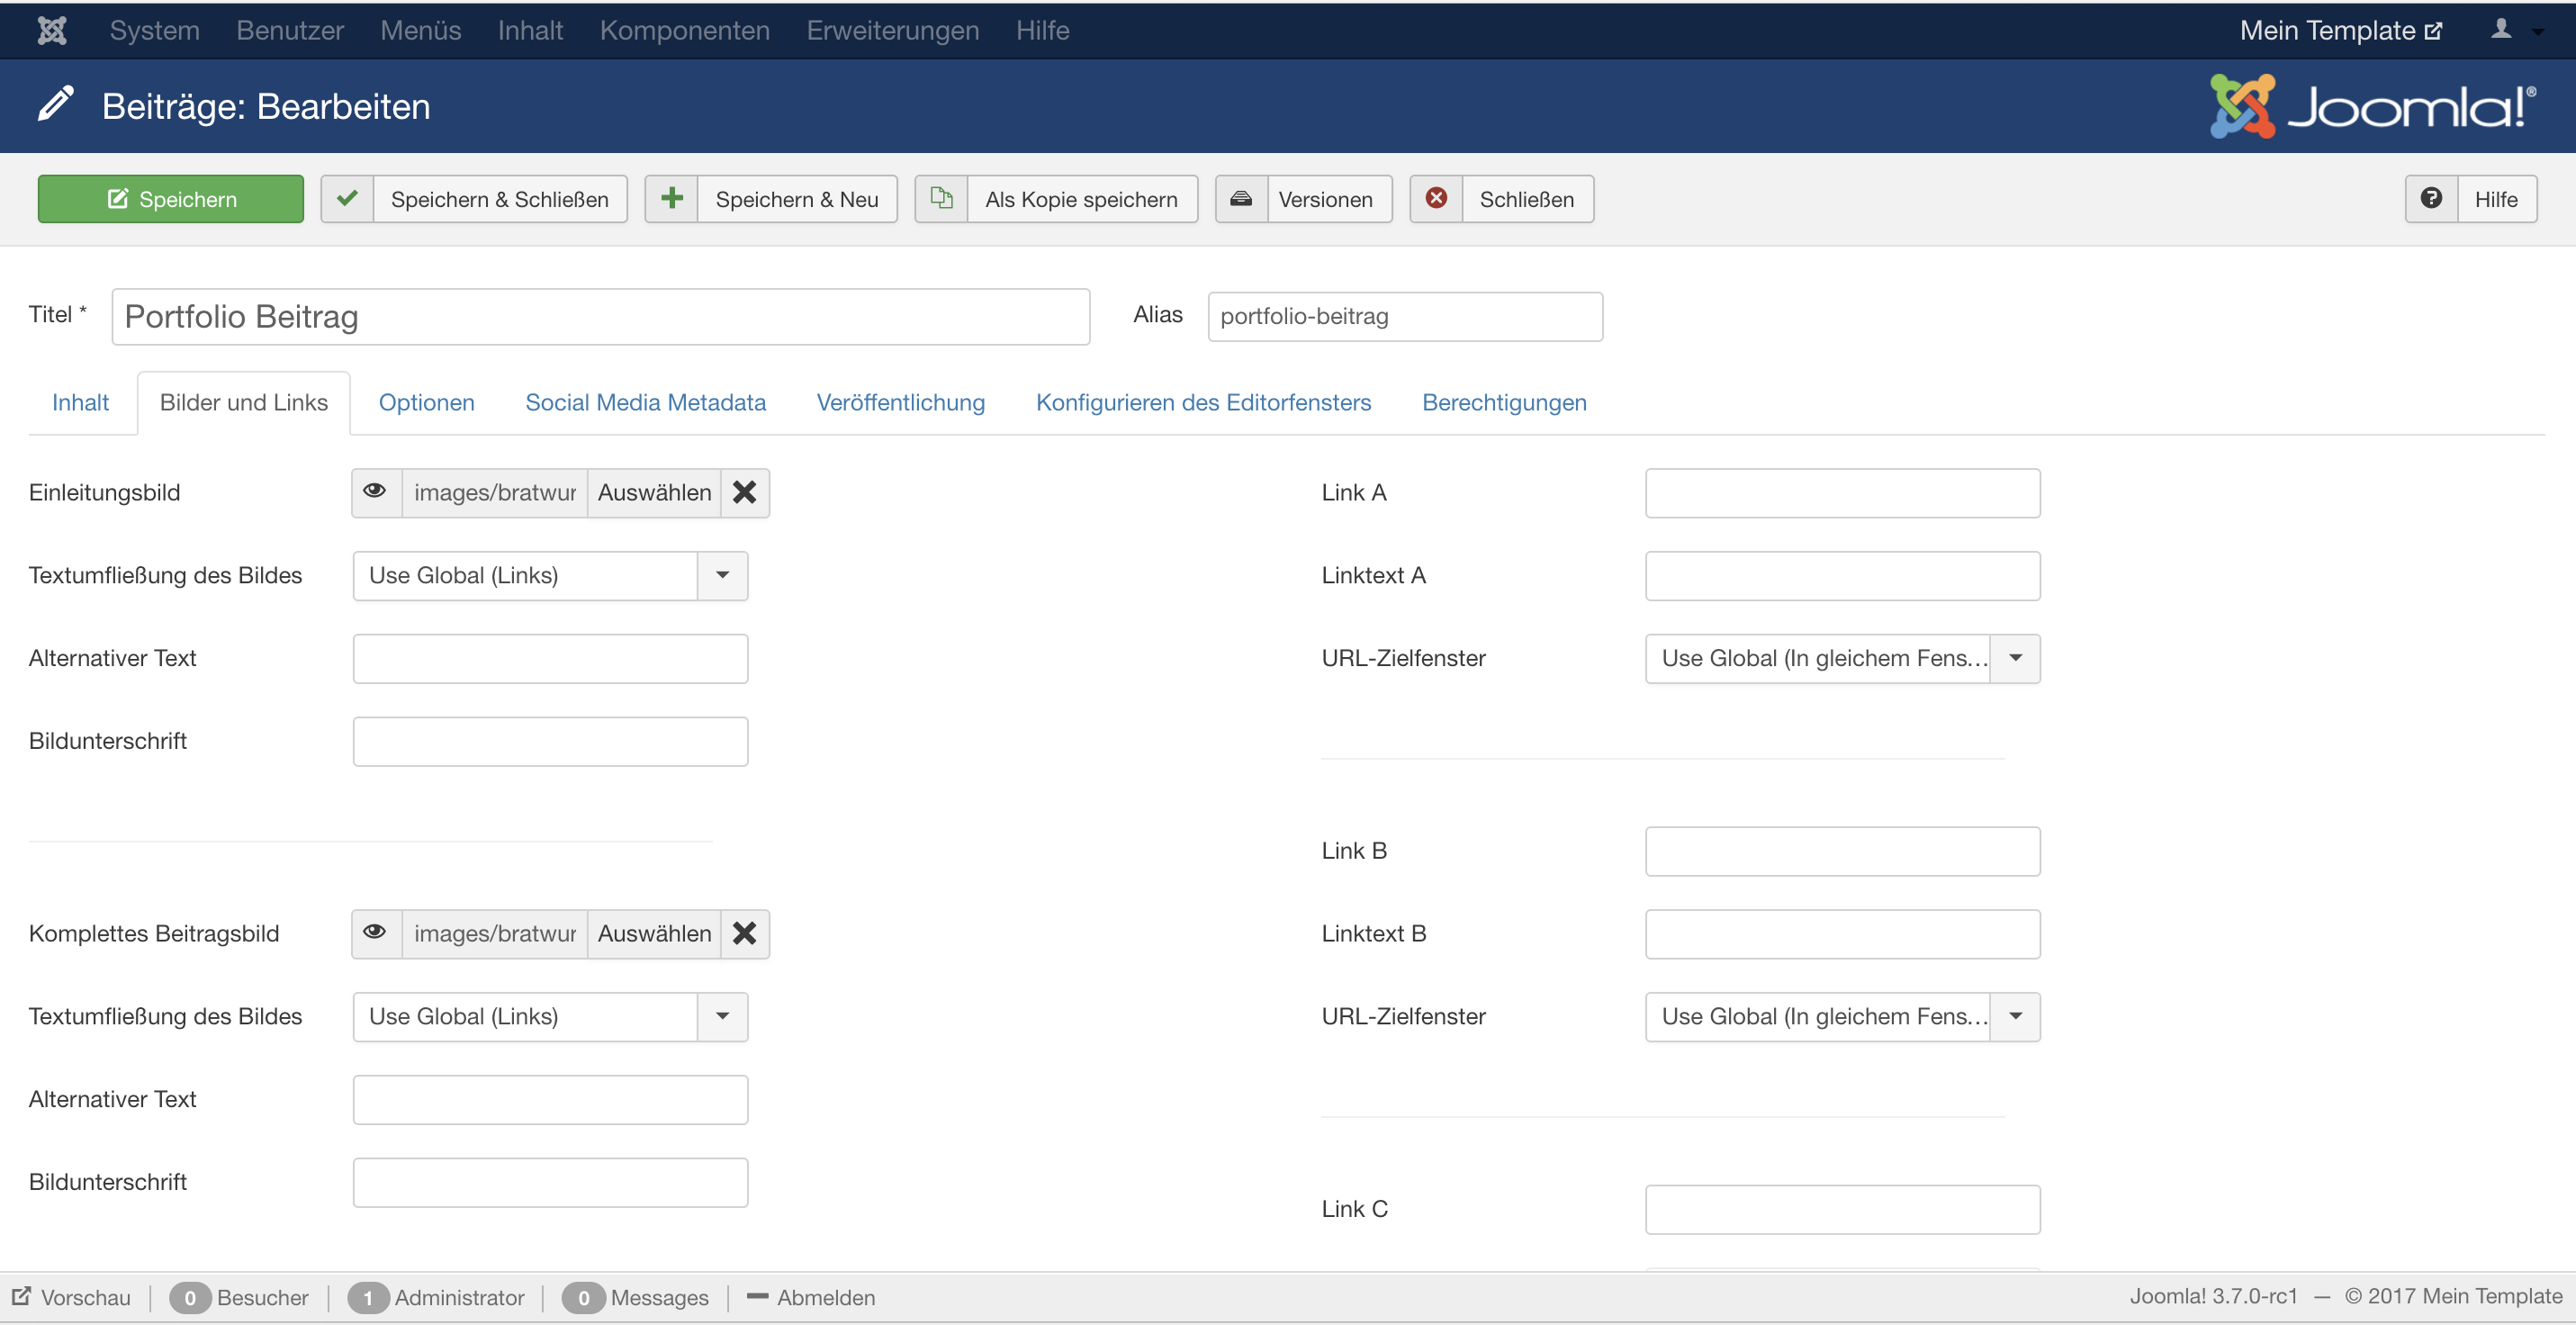 System Benutzer Menüs Inhalt Komponenten Erweiterungen Hilfe Mein Template
Beiträge: Bearbeiten
Joomla!®
Speichern Speichern & Schließen Speichern & Neu Als Kopie speichern Versionen Schließen Hilfe
Titel * Portfolio Beitrag Alias portfolio-beitrag
Inhalt Bilder und Links Optionen Social Media Metadata Veröffentlichung Konfigurieren des Editorfensters Berechtigungen
Einleitungsbild images/bratwur Auswählen
Textumfließung des Bildes Use Global (Links)
Alternativer Text
Bildunterschrift
Komplettes Beitragsbild images/bratwur Auswählen
Textumfließung des Bildes Use Global (Links)
Alternativer Text
Bildunterschrift
Link A
Linktext A
URL-Zielfenster Use Global (In gleichem Fens...
Link B
Linktext B
URL-Zielfenster Use Global (In gleichem Fens...
Link C
Vorschau 0 Besucher 1 Administrator 0 Messages Abmelden Joomla! 3.7.0-rc1 — © 2017 Mein Template